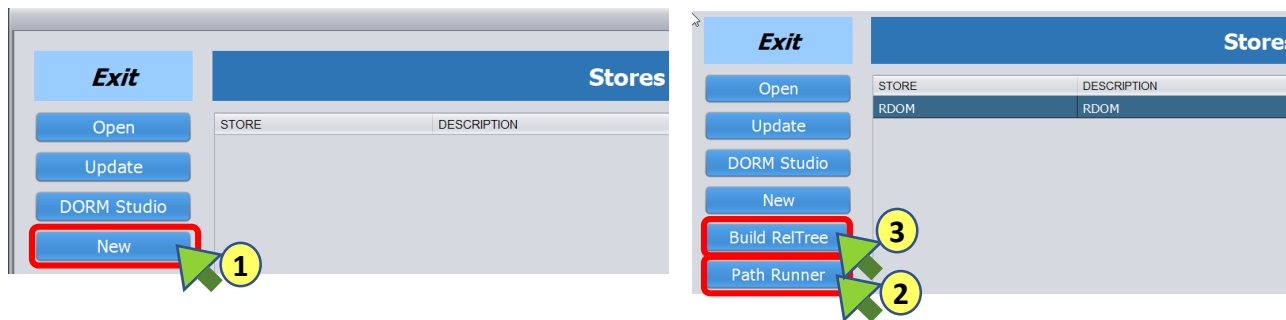 Exit
Stores
Open
STORE DESCRIPTION
Update
DORM Studio
New
1
Exit
Stores
Open
STORE DESCRIPTION
RDOM RDOM
Update
DORM Studio
New
Build RelTree
3
Path Runner
2